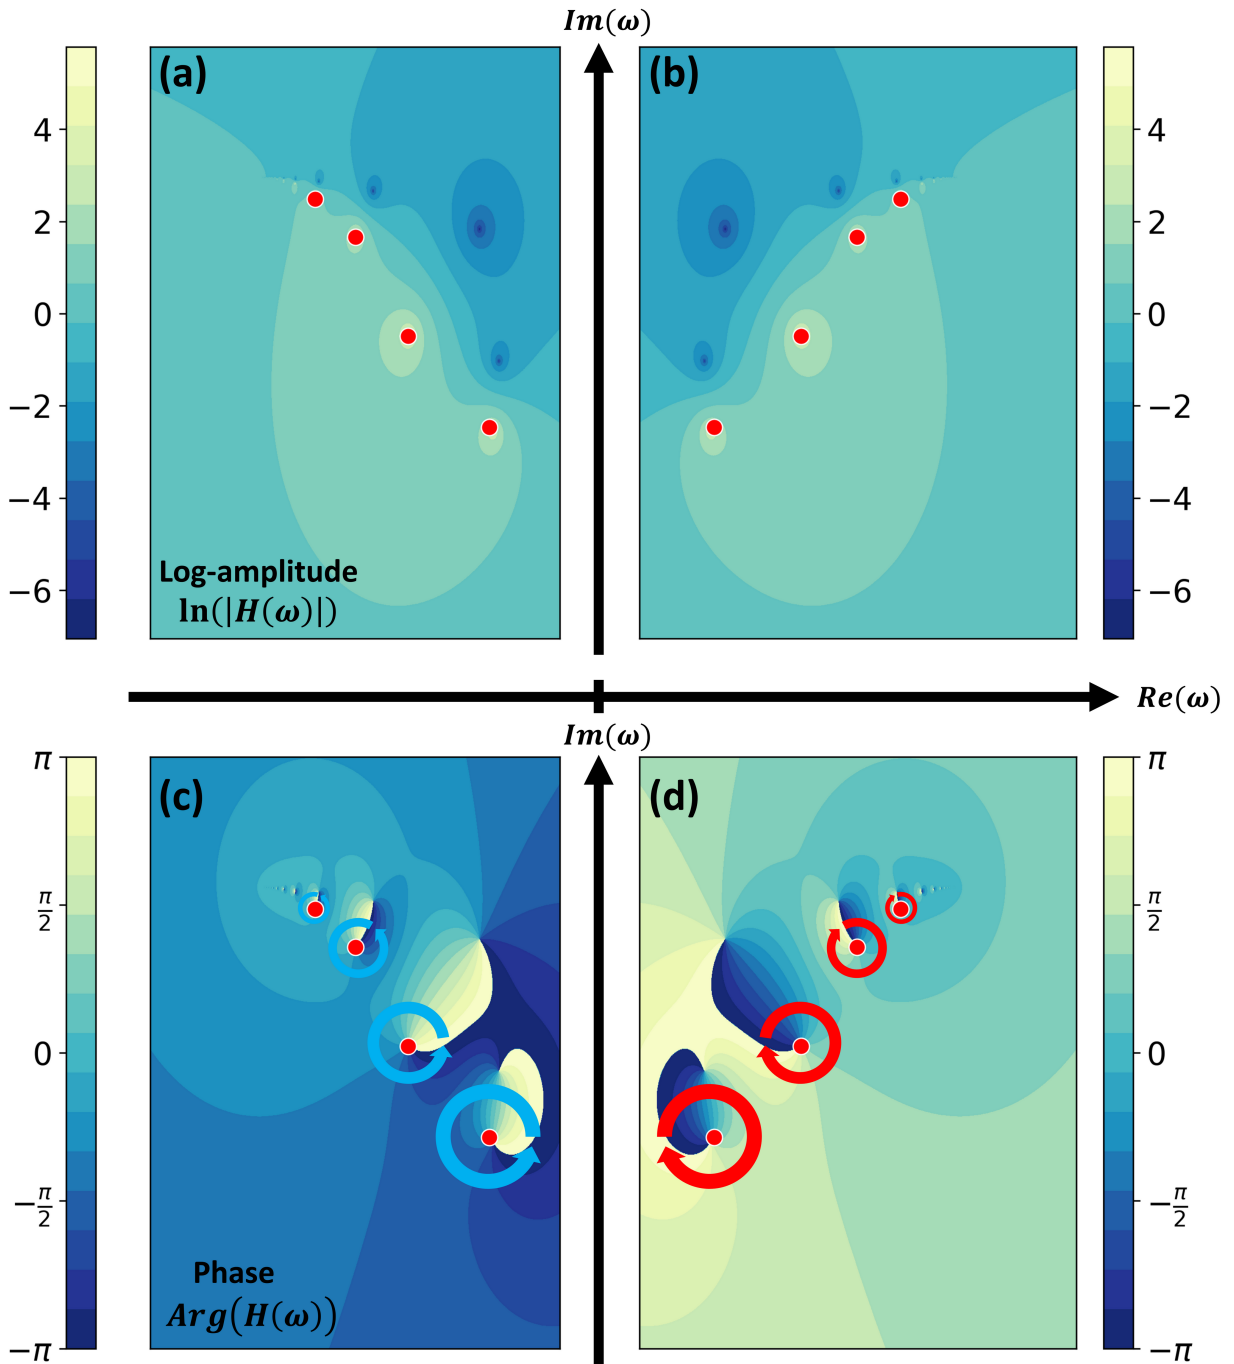 Im(ω)
(a)
(b)
4
2
0
−2
−4
−6
4
2
0
−2
−4
−6
Log-amplitude
ln(|H(ω)|)
Re(ω)
Im(ω)
(c)
(d)
π
π/2
0
−π/2
−π
π
π/2
0
−π/2
−π
Phase
Arg(H(ω))